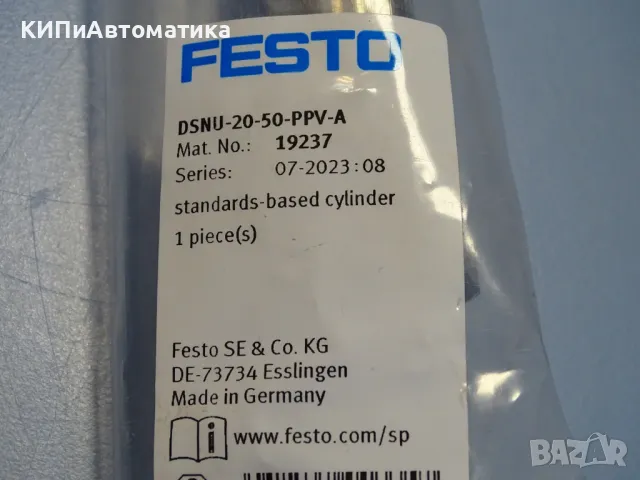 КИПиАвтоматика
FESTO
DSNU-20-50-PPV-A
Mat. No.: 19237
Series: 07-2023:08
standards-based cylinder
1 piece(s)
Festo SE & Co. KG
DE-73734 Esslingen
Made in Germany
www.festo.com/sp
BAZAR